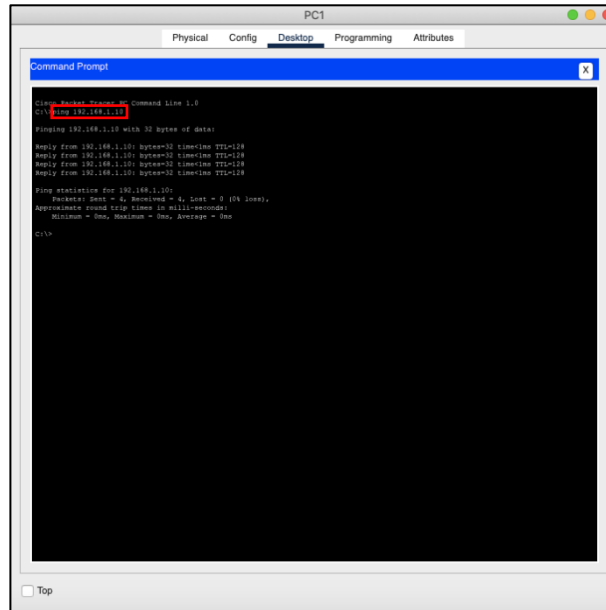 PC1
Physical Config Desktop Programming Attributes
Command Prompt
X
Cisco Packet Tracer PC Command Line 1.0
C:\>ping 192.168.1.10
Pinging 192.168.1.10 with 32 bytes of data:
Reply from 192.168.1.10: bytes=32 time<1ms TTL=128
Reply from 192.168.1.10: bytes=32 time<1ms TTL=128
Reply from 192.168.1.10: bytes=32 time<1ms TTL=128
Reply from 192.168.1.10: bytes=32 time<1ms TTL=128
Ping statistics for 192.168.1.10:
Packets: Sent = 4, Received = 4, Lost = 0 (0% loss),
Approximate round trip times in milli-seconds:
Minimum = 0ms, Maximum = 0ms, Average = 0ms
C:\>
Top